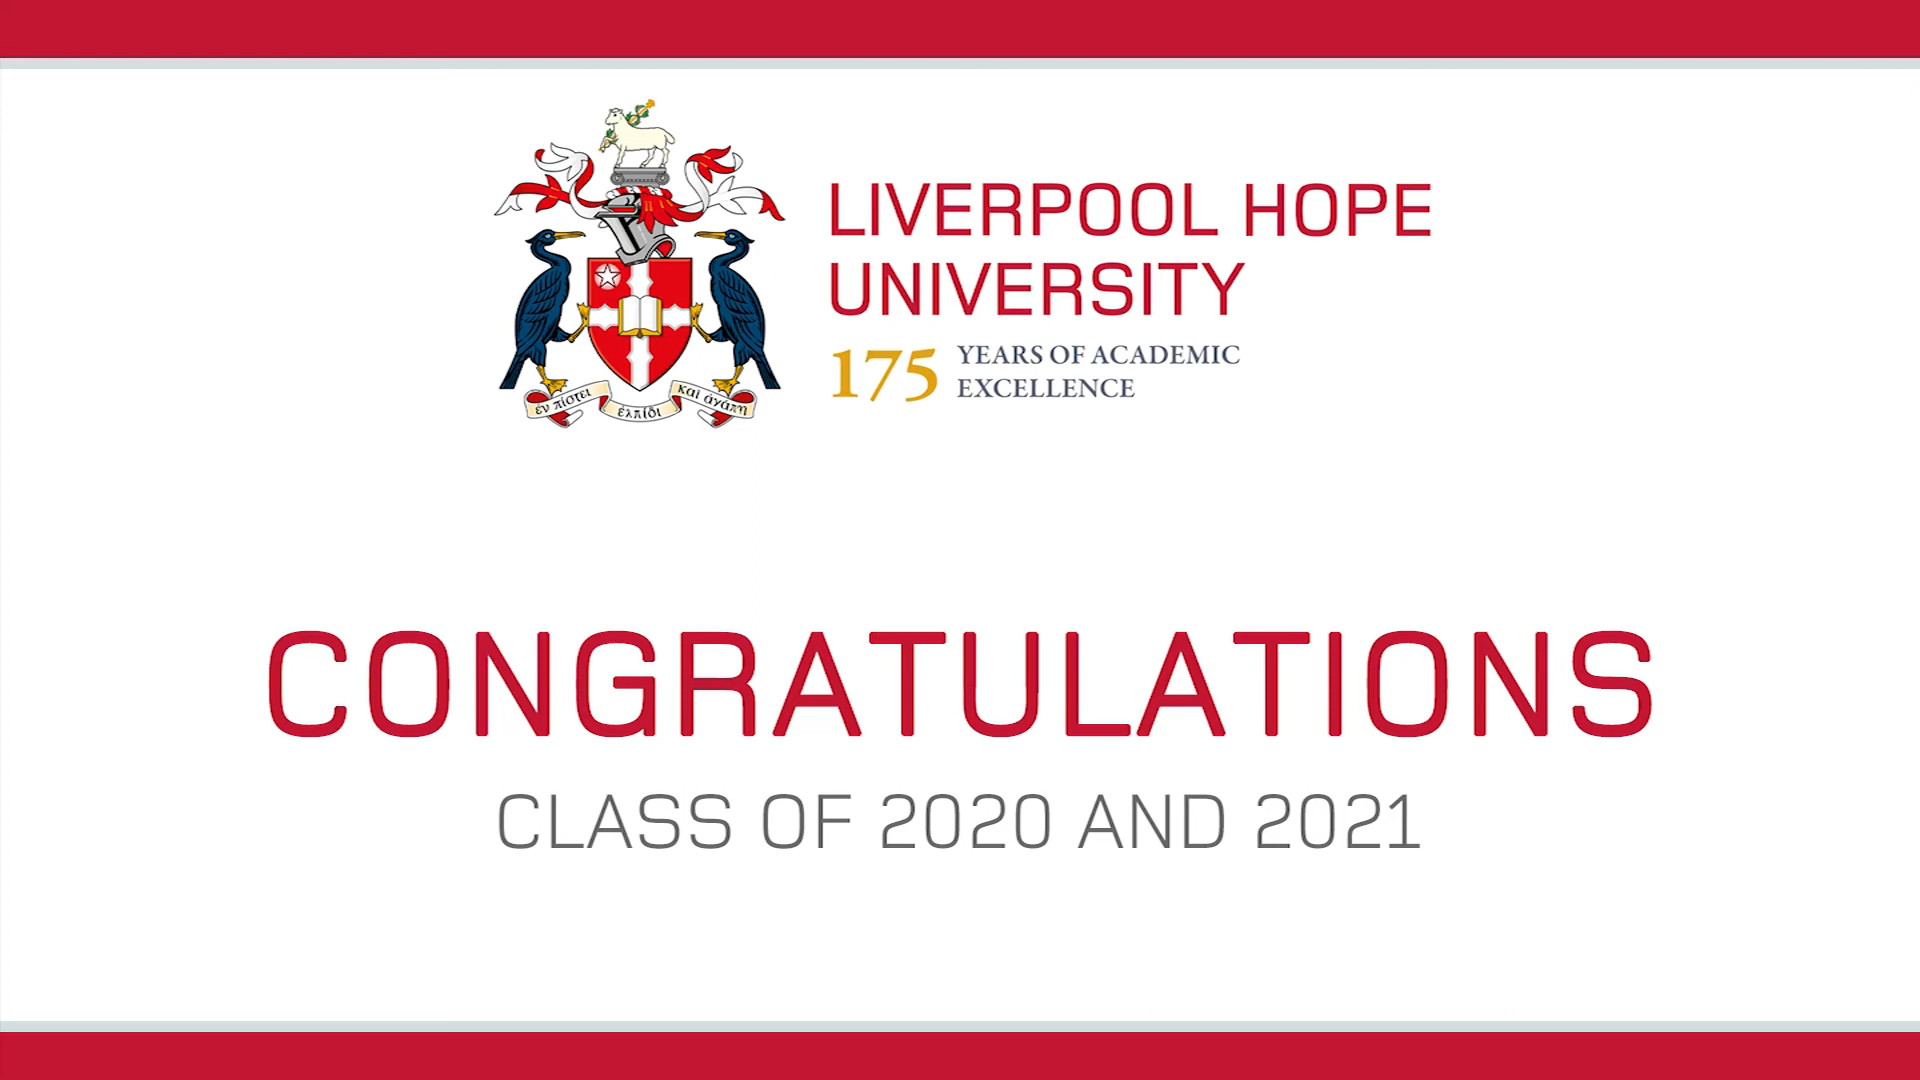 LIVERPOOL HOPE
UNIVERSITY
175 YEARS OF ACADEMIC
EXCELLENCE
ἐν πίστει
ἐλπίδι
καὶ ἀγάπῃ
CONGRATULATIONS
CLASS OF 2020 AND 2021